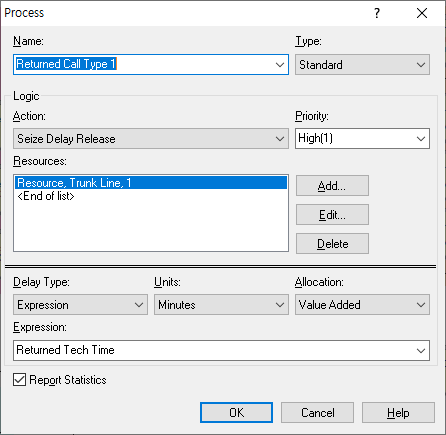 Process
Name:
Type:
Returned Call Type 1
Standard
Logic
Action:
Priority:
Seize Delay Release
High(1)
Resources:
Resource, Trunk Line, 1
<End of list>
Add...
Edit...
Delete
Delay Type:
Units:
Allocation:
Expression
Minutes
Value Added
Expression:
Returned Tech Time
Report Statistics
OK
Cancel
Help